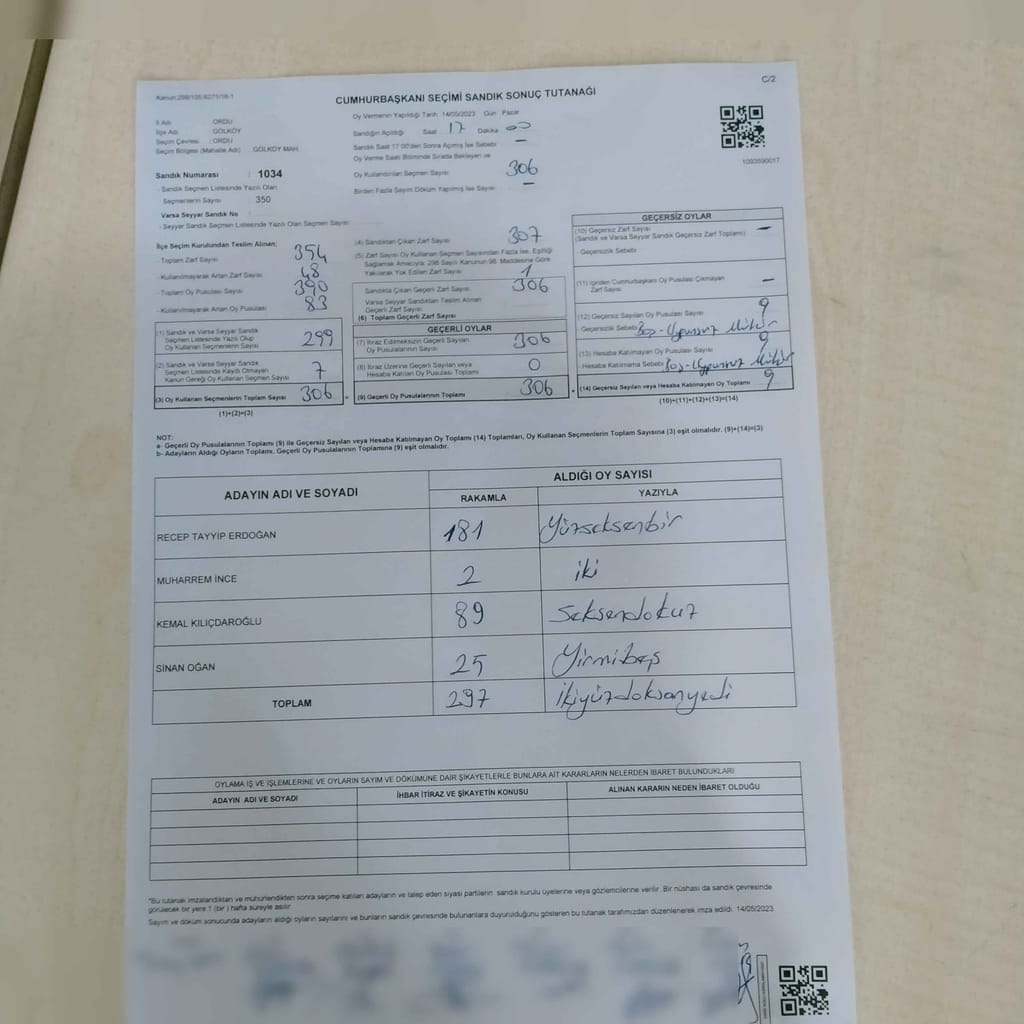 C/2
Kanun:298/105/6271/18-1
CUMHURBAŞKANI SEÇİMİ SANDIK SONUÇ TUTANAĞI
İl Adı : ORDU
İlçe Adı : GÖLKÖY
Seçim Çevresi : ORDU
Seçim Bölgesi (Mahalle Adı) : GÖLKÖY MAH.
Sandık Numarası : 1034
- Sandık Seçmen Listesinde Yazılı Olan
Seçmenlerin Sayısı : 350
Varsa Seyyar Sandık No
- Seyyar Sandık Seçmen Listesinde Yazılı Olan Seçmen Sayısı
Oy Vermenin Yapıldığı Tarih :14/05/2023 Gün : Pazar
Sandığın Açıldığı Saat 17 Dakika 00
Sandık Saat 17:00'den Sonra Açılmış İse Sebebi —
Oy Verme Saati Bitiminde Sırada Bekleyen ve
Oy Kullandırılan Seçmen Sayısı 306
Birden Fazla Sayım Döküm Yapılmış İse Sayısı —
1093590017
İlçe Seçim Kurulundan Teslim Alınan;
- Toplam Zarf Sayısı 354
- Kullanılmayarak Artan Zarf Sayısı 48
- Toplam Oy Pusulası Sayısı 390
- Kullanılmayarak Artan Oy Pusulası 83
(1) Sandık ve Varsa Seyyar Sandık
Seçmen Listesinde Yazılı Olup
Oy Kullanan Seçmenlerin Sayısı 299
(2) Sandık ve Varsa Seyyar Sandık
Seçmen Listesinde Kaydı Olmayan
Kanun Gereği Oy Kullanan Seçmen Sayısı 7
(3) Oy Kullanan Seçmenlerin Toplam Sayısı 306
(1)+(2)=(3)
(4) Sandıktan Çıkan Zarf Sayısı 307
(5) Zarf Sayısı Oy Kullanan Seçmen Sayısından Fazla İse, Eşitliği
Sağlamak Amacıyla; 298 Sayılı Kanunun 98. Maddesine Göre
Yakılarak Yok Edilen Zarf Sayısı 1
Sandıkta Çıkan Geçerli Zarf Sayısı 306
Varsa Seyyar Sandıktan Teslim Alınan
Geçerli Zarf Sayısı
(6) Toplam Geçerli Zarf Sayısı
GEÇERLİ OYLAR
(7) İtiraz Edilmeksizin Geçerli Sayılan
Oy Pusulalarının Sayısı 306
(8) İtiraz Üzerine Geçerli Sayılan veya
Hesaba Katılan Oy Pusulası Toplamı 0
(9) Geçerli Oy Pusulalarının Toplamı 306
GEÇERSİZ OYLAR
(10) Geçersiz Zarf Sayısı —
(Sandık ve Varsa Seyyar Sandık Geçersiz Zarf Toplamı)
- Geçersizlik Sebebi
(11) İçinden Cumhurbaşkanı Oy Pusulası Çıkmayan
Zarf Sayısı —
(12) Geçersiz Sayılan Oy Pusulası Sayısı 9
- Geçersizlik Sebebi Boş - Uygunsuz Mühür
(13) Hesaba Katılmayan Oy Pusulası Sayısı 9
- Hesaba Katılmama Sebebi Boş - Uygunsuz Mühür
(14) Geçersiz Sayılan veya Hesaba Katılmayan Oy Toplamı 9
(10)+(11)+(12)+(13)=(14)
NOT:
a- Geçerli Oy Pusulalarının Toplamı (9) ile Geçersiz Sayılan veya Hesaba Katılmayan Oy Toplamı (14) Toplamları, Oy Kullanan Seçmenlerin Toplam Sayısına (3) eşit olmalıdır. (9)+(14)=(3)
b- Adayların Aldığı Oyların Toplamı, Geçerli Oy Pusulalarının Toplamına (9) eşit olmalıdır.
ADAYIN ADI VE SOYADI
ALDIĞI OY SAYISI
RAKAMLA YAZIYLA
RECEP TAYYİP ERDOĞAN 181 Yüzseksenbir
MUHARREM İNCE 2 iki
KEMAL KILIÇDAROĞLU 89 Seksendokuz
SİNAN OĞAN 25 Yirmibeş
TOPLAM 297 ikiyüzdoksanyedi
OYLAMA İŞ VE İŞLEMLERİNE VE OYLARIN SAYIM VE DÖKÜMÜNE DAİR ŞİKAYETLERLE BUNLARA AİT KARARLARIN NELERDEN İBARET BULUNDUKLARI
ADAYIN ADI VE SOYADI İHBAR İTİRAZ VE ŞİKAYETİN KONUSU ALINAN KARARIN NEDEN İBARET OLDUĞU
*Bu tutanak imzalandıktan ve mühürlendikten sonra seçime katılan adayların ve talep eden siyasi partilerin sandık kurulu üyelerine veya gözlemcilerine verilir. Bir nüshası da sandık çevresinde
görülecek bir yere 1 (bir ) hafta süreyle asılır.
Sayım ve döküm sonucunda adayların aldığı oyların sayılarını ve bunların sandık çevresinde bulunanlara duyurulduğunu gösteren bu tutanak tarafımızdan düzenlenerek imza edildi. 14/05/2023